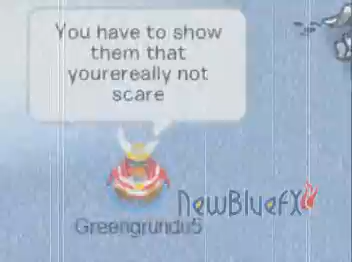 You have to show
them that
yourereally not
scare
NewBlueFX
Greengrundu5